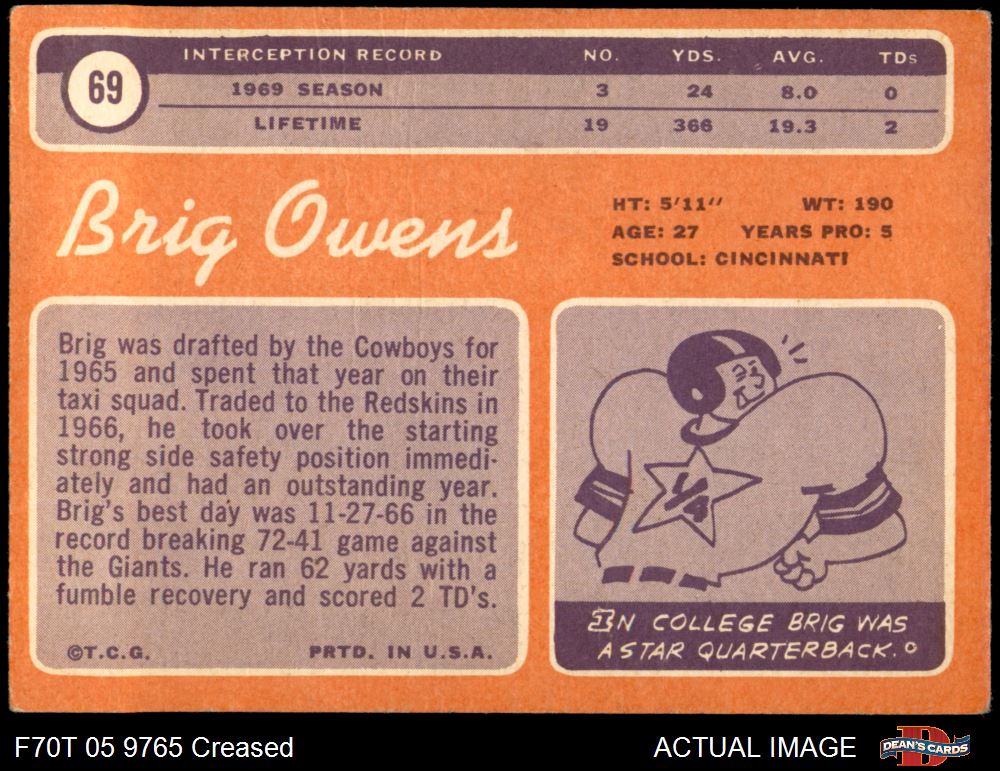 69
INTERCEPTION RECORD NO. YDS. AVG. TDs
1969 SEASON 3 24 8.0 0
LIFETIME 19 366 19.3 2
Brig Owens
HT: 5'11" WT: 190
AGE: 27 YEARS PRO: 5
SCHOOL: CINCINNATI
Brig was drafted by the Cowboys for
1965 and spent that year on their
taxi squad. Traded to the Redskins in
1966, he took over the starting
strong side safety position immedi-
ately and had an outstanding year.
Brig's best day was 11-27-66 in the
record breaking 72-41 game against
the Giants. He ran 62 yards with a
fumble recovery and scored 2 TD's.
©T.C.G. PRTD. IN U.S.A.
1/4
IN COLLEGE BRIG WAS
A STAR QUARTERBACK.
F70T 05 9765 Creased
ACTUAL IMAGE
D
DEAN'S CARDS